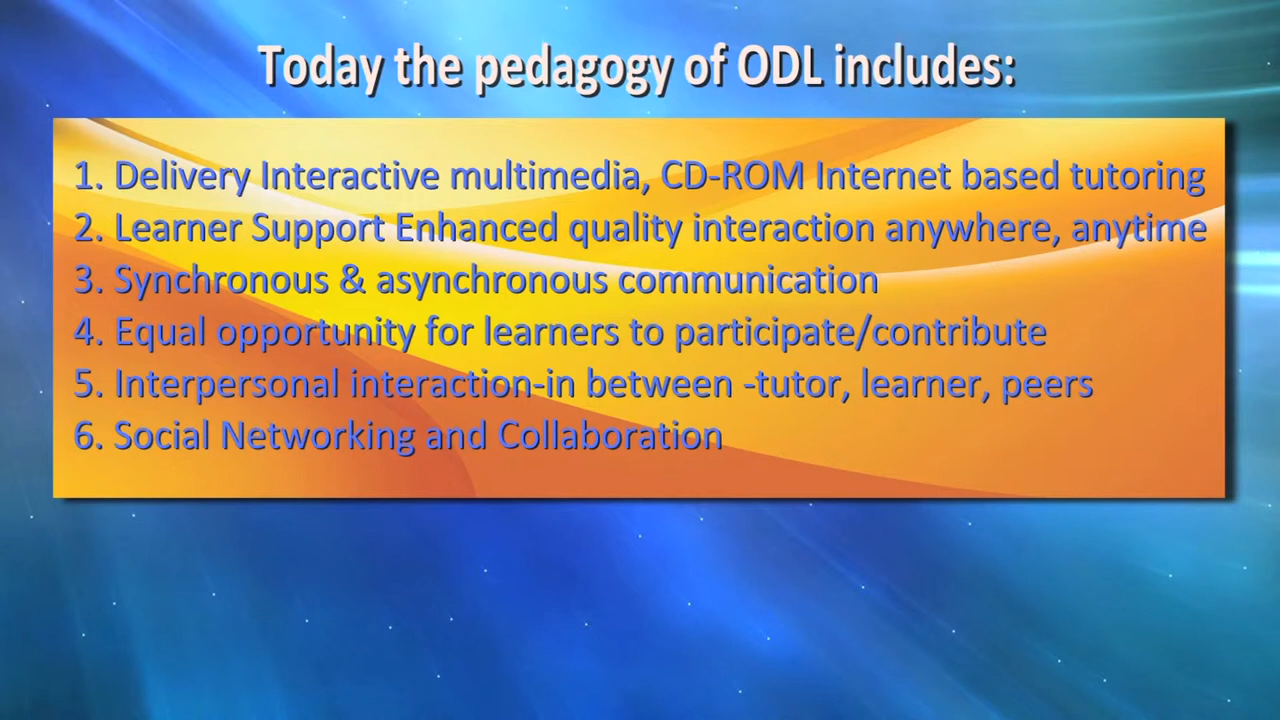 Today the pedagogy of ODL includes:
1. Delivery Interactive multimedia, CD-ROM Internet based tutoring
2. Learner Support Enhanced quality interaction anywhere, anytime
3. Synchronous & asynchronous communication
4. Equal opportunity for learners to participate/contribute
5. Interpersonal interaction-in between -tutor, learner, peers
6. Social Networking and Collaboration